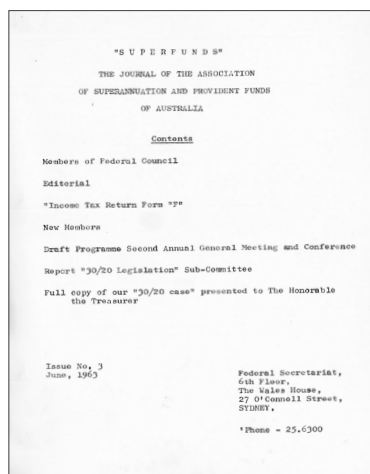 "S U P E R F U N D S"
THE JOURNAL OF THE ASSOCIATION
OF SUPERANNUATION AND PROVIDENT FUNDS
OF AUSTRALIA
Contents
Members of Federal Council
Editorial
"Income Tax Return Form "F"
New Members
Draft Programme Second Annual General Meeting and Conference
Report "30/20 Legislation" Sub-Committee
Full copy of our "30/20 case" presented to The Honorable
the Treasurer
Issue No, 3
June, 1963
Federal Secretariat,
6th Floor,
The Wales House,
27 O'Connell Street,
SYDNEY,
'Phone - 25.6300